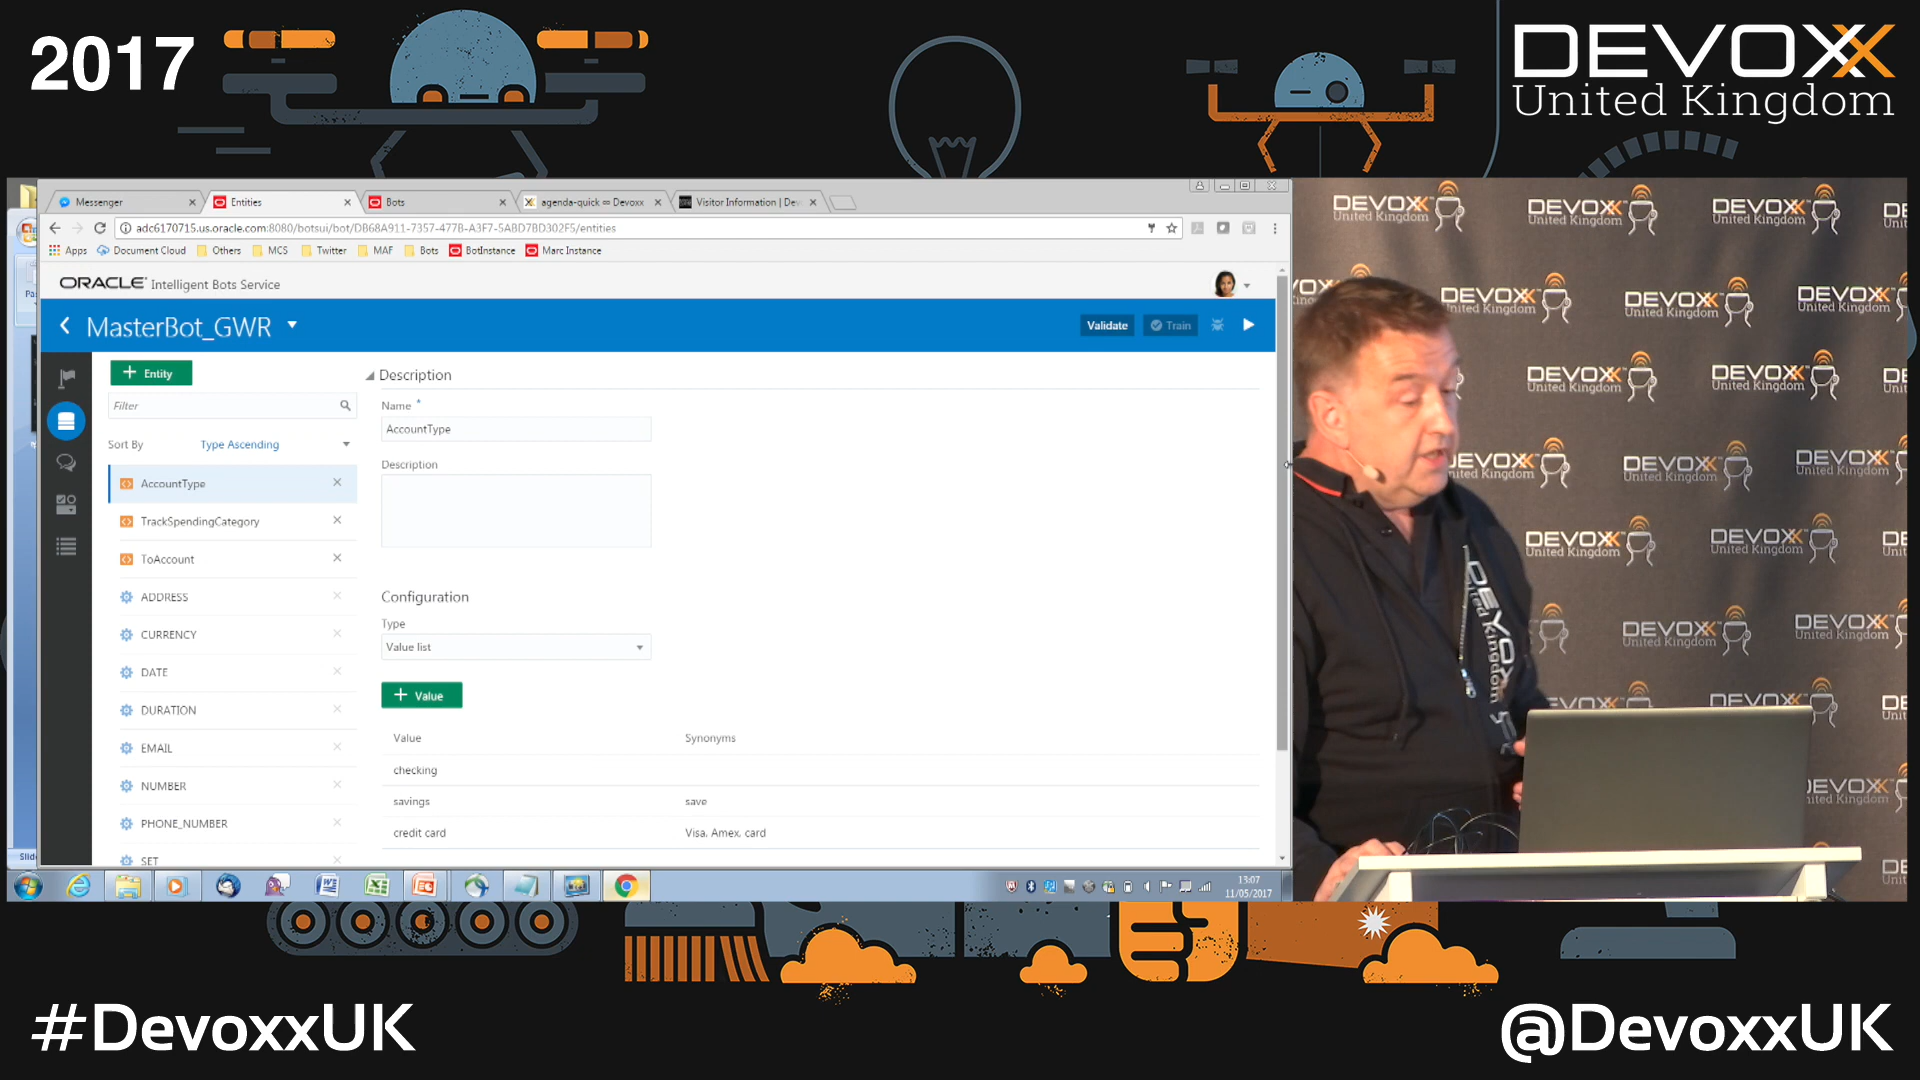 2017
DEVOXX
United Kingdom
Messenger
Entities
Bots
agenda-quick ∞ Devoxx
Visitor Information | Dev
adc6170715.us.oracle.com:8080/botsui/bot/DB68A911-7357-477B-A3F7-5A8D7BD302F5/entities
Apps
Document Cloud
Others
MCS
Twitter
MAF
Bots
BotInstance
Marc Instance
ORACLE Intelligent Bots Service
MasterBot_GWR
Validate
Train
+ Entity
Filter
Sort By
Type Ascending
AccountType
TrackSpendingCategory
ToAccount
ADDRESS
CURRENCY
DATE
DURATION
EMAIL
NUMBER
PHONE_NUMBER
SET
Description
Name *
AccountType
Description
Configuration
Type
Value list
+ Value
Value Synonyms
checking
savings save
credit card Visa, Amex, card
13:07
11/05/2017
DEVOXX
United Kingdom
#DevoxxUK
@DevoxxUK